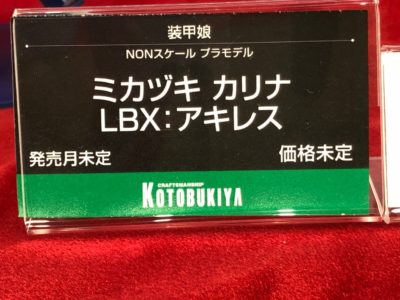 装甲娘
NONスケール プラモデル
ミカヅキ カリナ
LBX：アキレス
発売月未定 価格未定
CRAFTSMANSHIP
KOTOBUKIYA